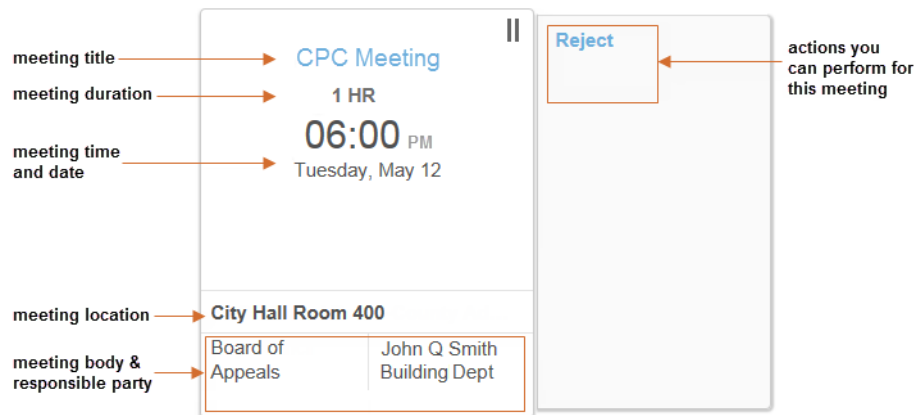 meeting title
meeting duration
meeting time
and date
meeting location
meeting body &
responsible party
CPC Meeting
1 HR
06:00 PM
Tuesday, May 12
City Hall Room 400
Board of
Appeals
John Q Smith
Building Dept
Reject
actions you
can perform for
this meeting